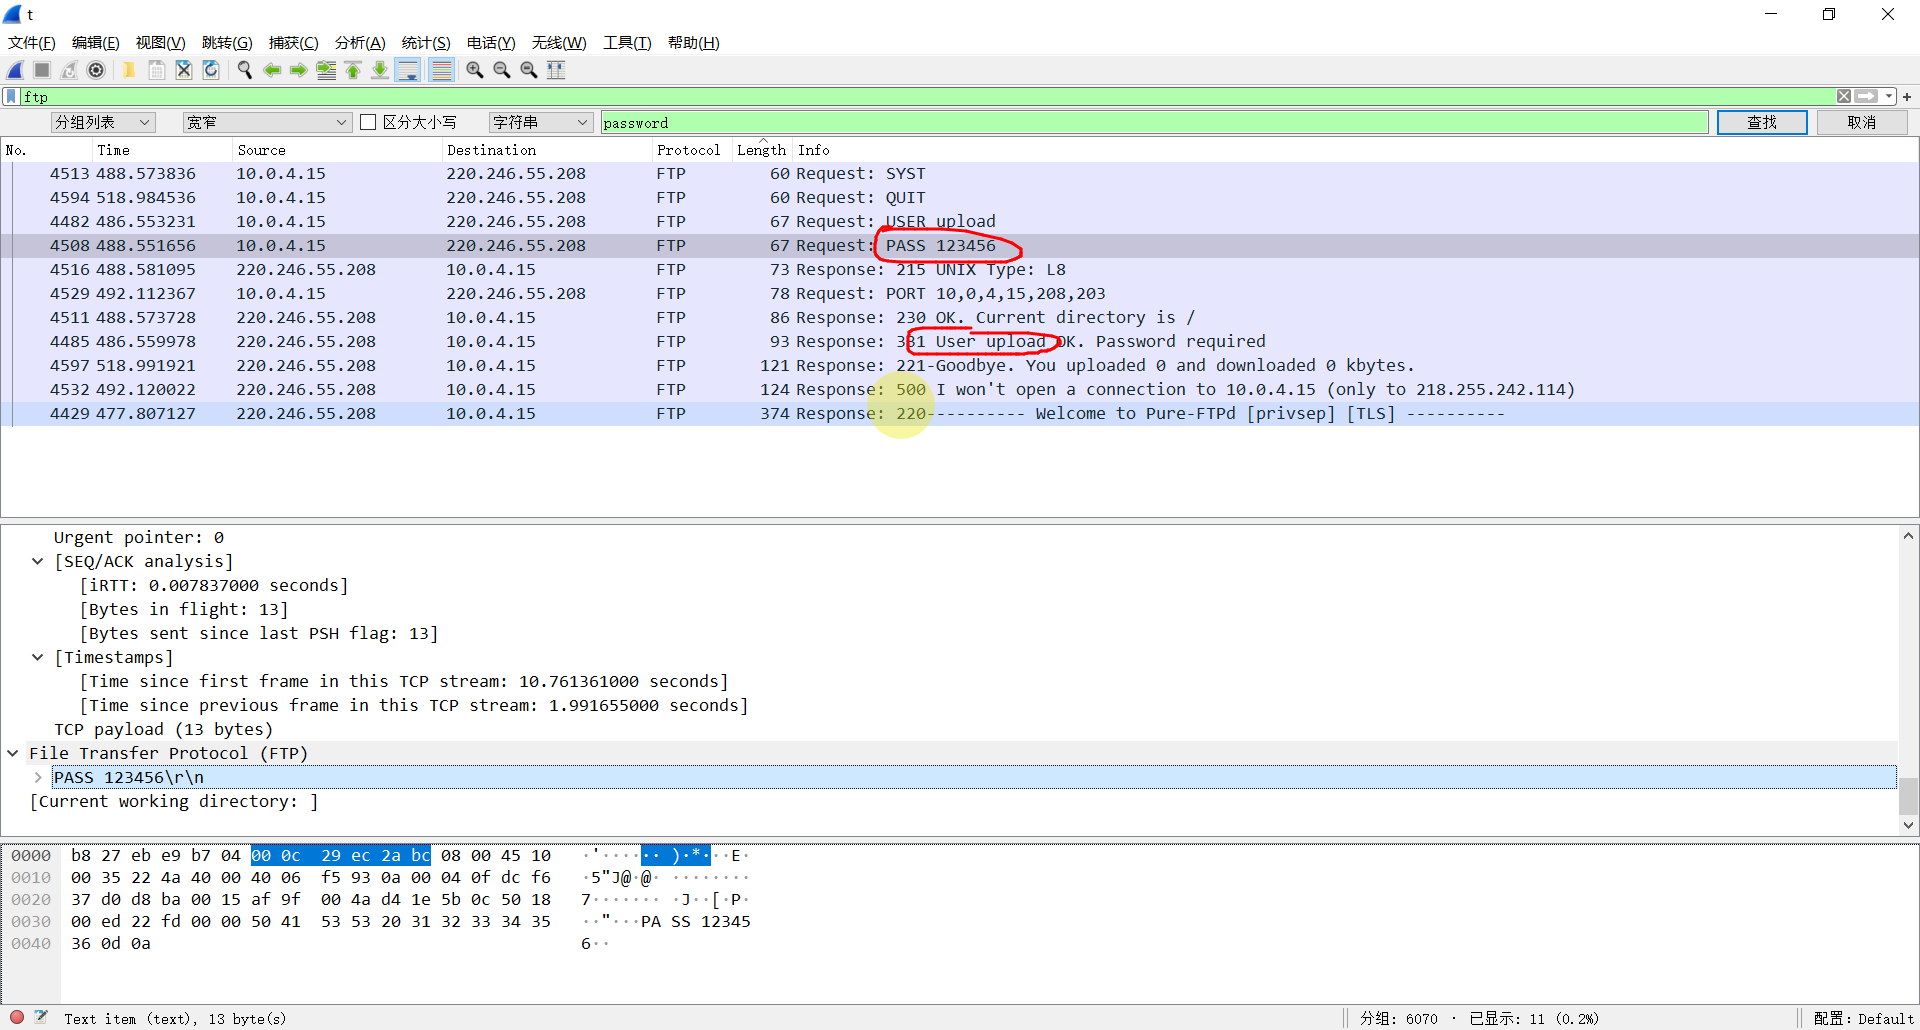 t
文件(F) 编辑(E) 视图(V) 跳转(G) 捕获(C) 分析(A) 统计(S) 电话(Y) 无线(W) 工具(T) 帮助(H)
ftp
分组列表 宽窄 区分大小写 字符串 password 查找 取消
No. Time Source Destination Protocol Length Info
4513 488.573836 10.0.4.15 220.246.55.208 FTP 60 Request: SYST
4594 518.984536 10.0.4.15 220.246.55.208 FTP 60 Request: QUIT
4482 486.553231 10.0.4.15 220.246.55.208 FTP 67 Request: USER upload
4508 488.551656 10.0.4.15 220.246.55.208 FTP 67 Request: PASS 123456
4516 488.581095 220.246.55.208 10.0.4.15 FTP 73 Response: 215 UNIX Type: L8
4529 492.112367 10.0.4.15 220.246.55.208 FTP 78 Request: PORT 10,0,4,15,208,203
4511 488.573728 220.246.55.208 10.0.4.15 FTP 86 Response: 230 OK. Current directory is /
4485 486.559978 220.246.55.208 10.0.4.15 FTP 93 Response: 331 User upload OK. Password required
4597 518.991921 220.246.55.208 10.0.4.15 FTP 121 Response: 221-Goodbye. You uploaded 0 and downloaded 0 kbytes.
4532 492.120022 220.246.55.208 10.0.4.15 FTP 124 Response: 500 I won't open a connection to 10.0.4.15 (only to 218.255.242.114)
4429 477.807127 220.246.55.208 10.0.4.15 FTP 374 Response: 220---------- Welcome to Pure-FTPd [privsep] [TLS] ----------
Urgent pointer: 0
[SEQ/ACK analysis]
[iRTT: 0.007837000 seconds]
[Bytes in flight: 13]
[Bytes sent since last PSH flag: 13]
[Timestamps]
[Time since first frame in this TCP stream: 10.761361000 seconds]
[Time since previous frame in this TCP stream: 1.991655000 seconds]
TCP payload (13 bytes)
File Transfer Protocol (FTP)
PASS 123456\r\n
[Current working directory: ]
0000 b8 27 eb e9 b7 04 00 0c 29 ec 2a bc 08 00 45 10 ·'······ )·*···E·
0010 00 35 22 4a 40 00 40 06 f5 93 0a 00 04 0f dc f6 ·5"J@·@· ········
0020 37 d0 d8 ba 00 15 af 9f 00 4a d4 1e 5b 0c 50 18 7······· ·J··[·P·
0030 00 ed 22 fd 00 00 50 41 53 53 20 31 32 33 34 35 ··"···PA SS 12345
0040 36 0d 0a 6··
Text item (text), 13 byte(s) 分组: 6070 · 已显示: 11 (0.2%) 配置: Default